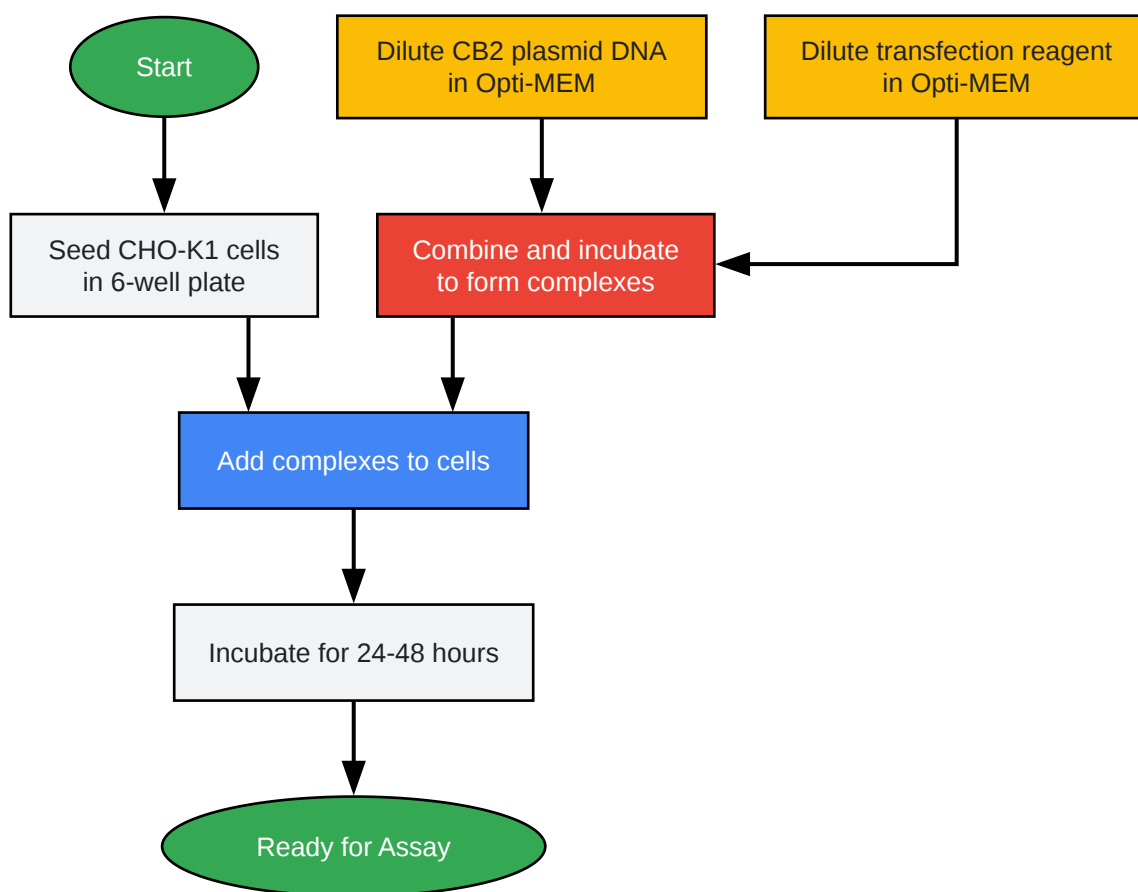 Start
Dilute CB2 plasmid DNA
in Opti-MEM
Dilute transfection reagent
in Opti-MEM
Seed CHO-K1 cells
in 6-well plate
Combine and incubate
to form complexes
Add complexes to cells
Incubate for 24-48 hours
Ready for Assay